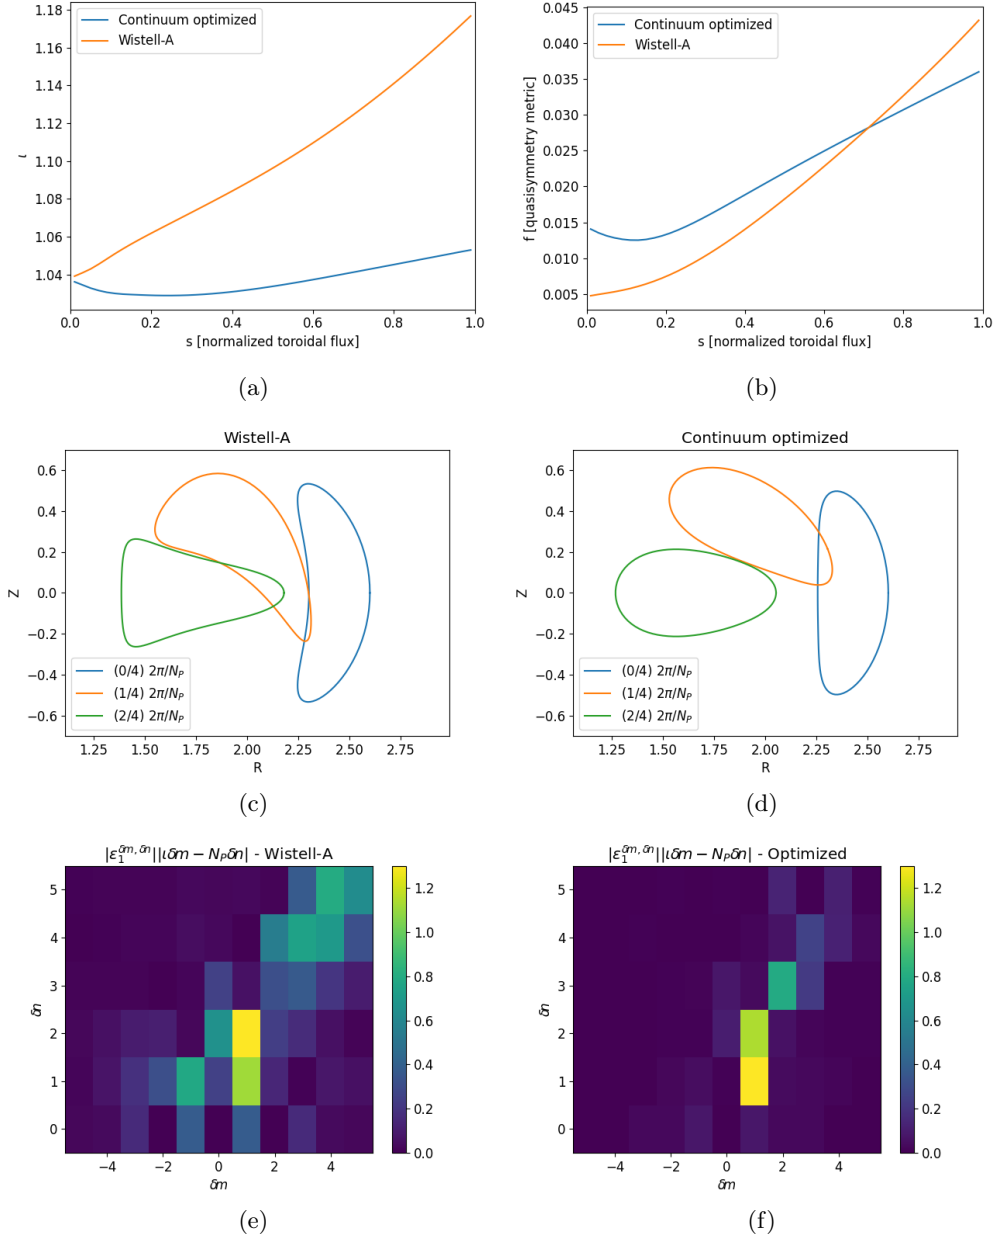 Continuum optimized
Wistell-A
1.18
1.16
1.14
1.12
1.10
1.08
1.06
1.04
ι
0.0 0.2 0.4 0.6 0.8 1.0
s [normalized toroidal flux]
(a)
Continuum optimized
Wistell-A
0.045
0.040
0.035
0.030
0.025
0.020
0.015
0.010
0.005
f [quasisymmetry metric]
0.0 0.2 0.4 0.6 0.8 1.0
s [normalized toroidal flux]
(b)
Wistell-A
0.6
0.4
0.2
0.0
−0.2
−0.4
−0.6
Z
(0/4) 2π/N_P
(1/4) 2π/N_P
(2/4) 2π/N_P
1.25 1.50 1.75 2.00 2.25 2.50 2.75
R
(c)
Continuum optimized
0.6
0.4
0.2
0.0
−0.2
−0.4
−0.6
Z
(0/4) 2π/N_P
(1/4) 2π/N_P
(2/4) 2π/N_P
1.25 1.50 1.75 2.00 2.25 2.50 2.75
R
(d)
|ε_1^{δm, δn}||ιδm − N_Pδn| - Wistell-A
5
4
3
2
1
0
δn
−4 −2 0 2 4
δm
1.2
1.0
0.8
0.6
0.4
0.2
0.0
(e)
|ε_1^{δm, δn}||ιδm − N_Pδn| - Optimized
5
4
3
2
1
0
δn
−4 −2 0 2 4
δm
1.2
1.0
0.8
0.6
0.4
0.2
0.0
(f)